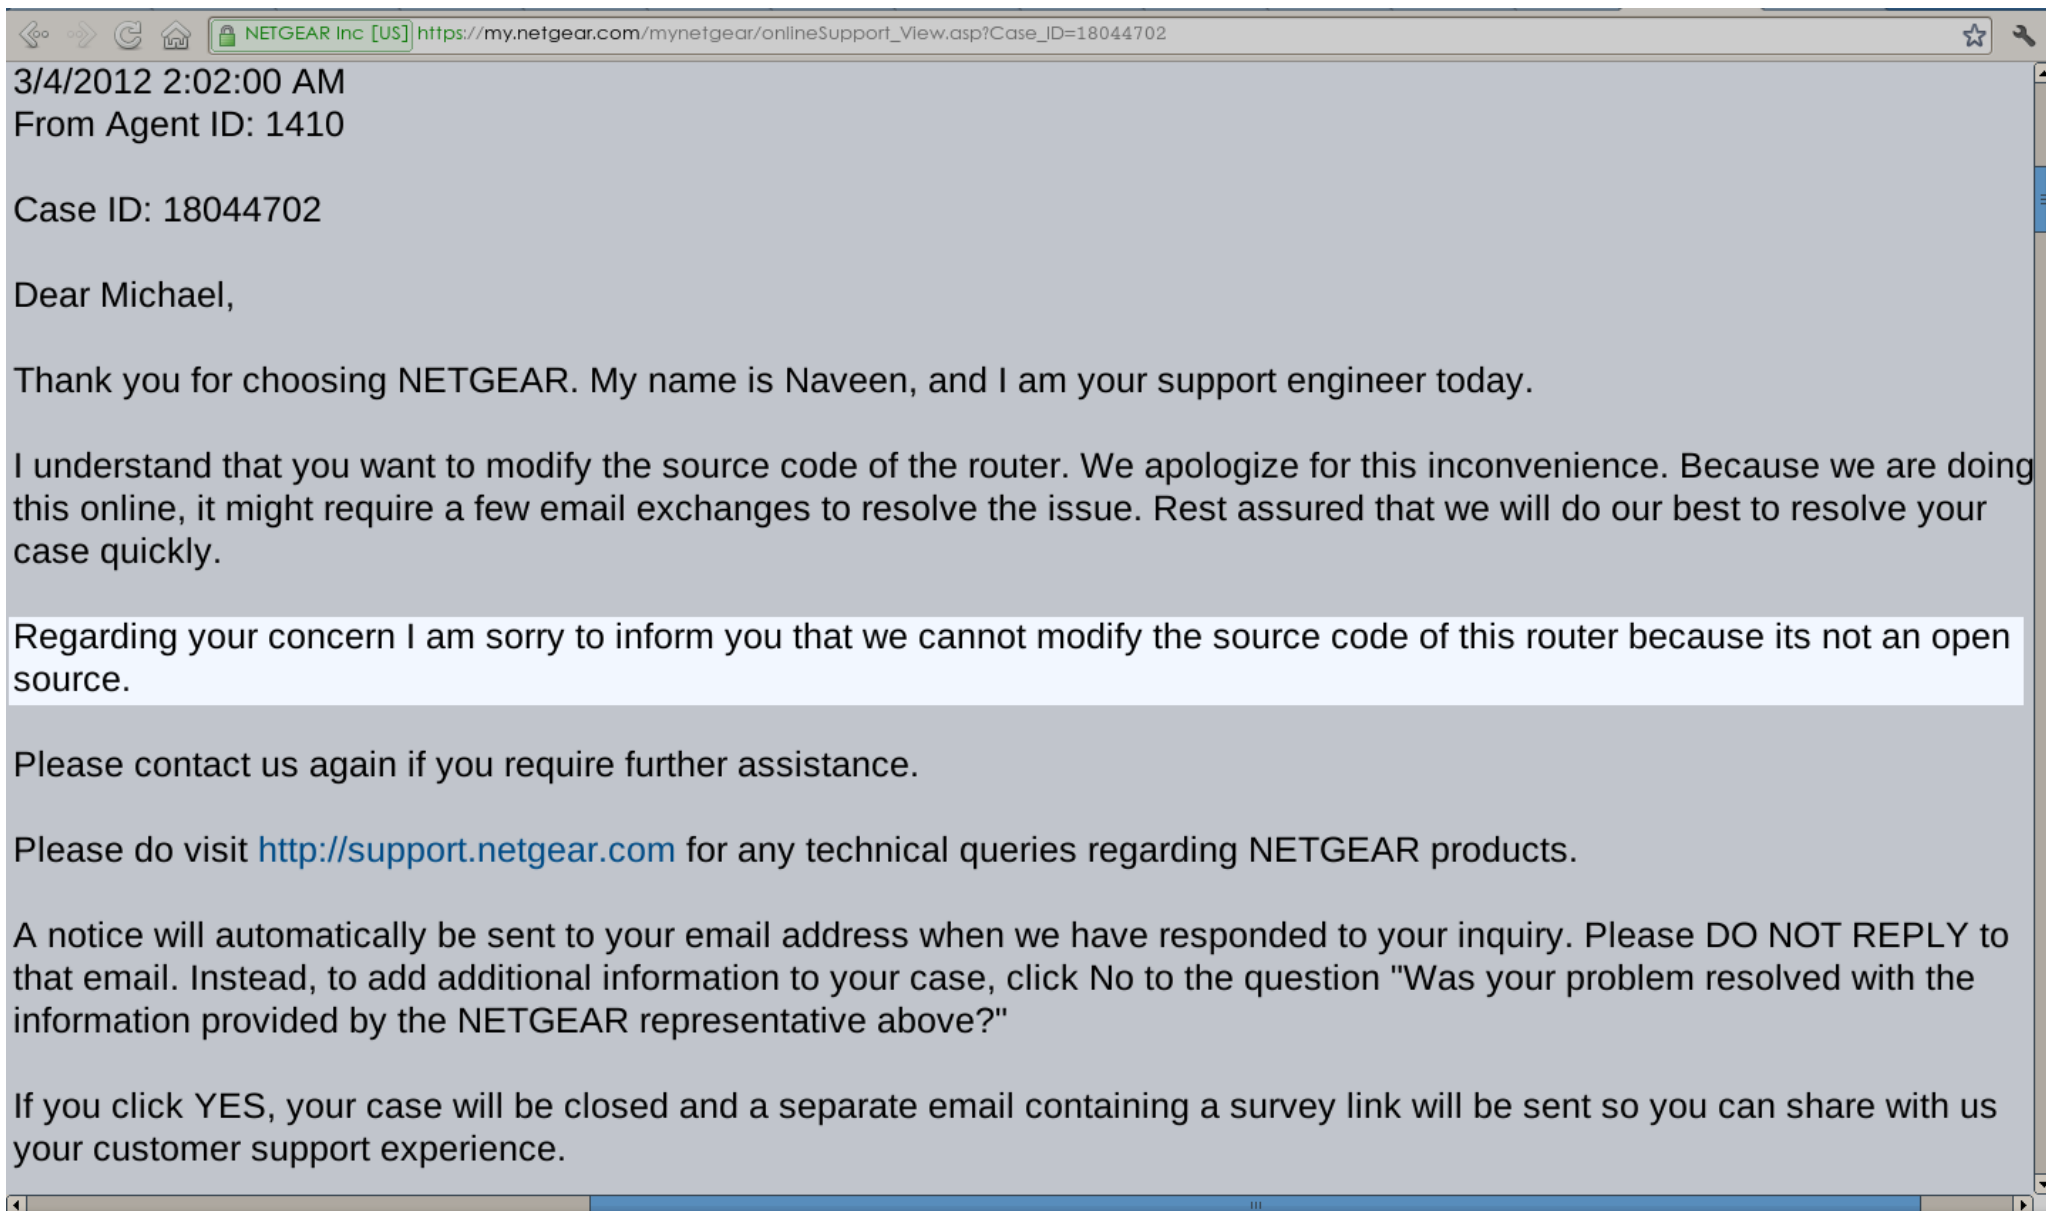 NETGEAR Inc [US] https://my.netgear.com/mynetgear/onlineSupport_View.asp?Case_ID=18044702
3/4/2012 2:02:00 AM
From Agent ID: 1410
Case ID: 18044702
Dear Michael,
Thank you for choosing NETGEAR. My name is Naveen, and I am your support engineer today.
I understand that you want to modify the source code of the router. We apologize for this inconvenience. Because we are doing
this online, it might require a few email exchanges to resolve the issue. Rest assured that we will do our best to resolve your
case quickly.
Regarding your concern I am sorry to inform you that we cannot modify the source code of this router because its not an open
source.
Please contact us again if you require further assistance.
Please do visit http://support.netgear.com for any technical queries regarding NETGEAR products.
A notice will automatically be sent to your email address when we have responded to your inquiry. Please DO NOT REPLY to
that email. Instead, to add additional information to your case, click No to the question "Was your problem resolved with the
information provided by the NETGEAR representative above?"
If you click YES, your case will be closed and a separate email containing a survey link will be sent so you can share with us
your customer support experience.